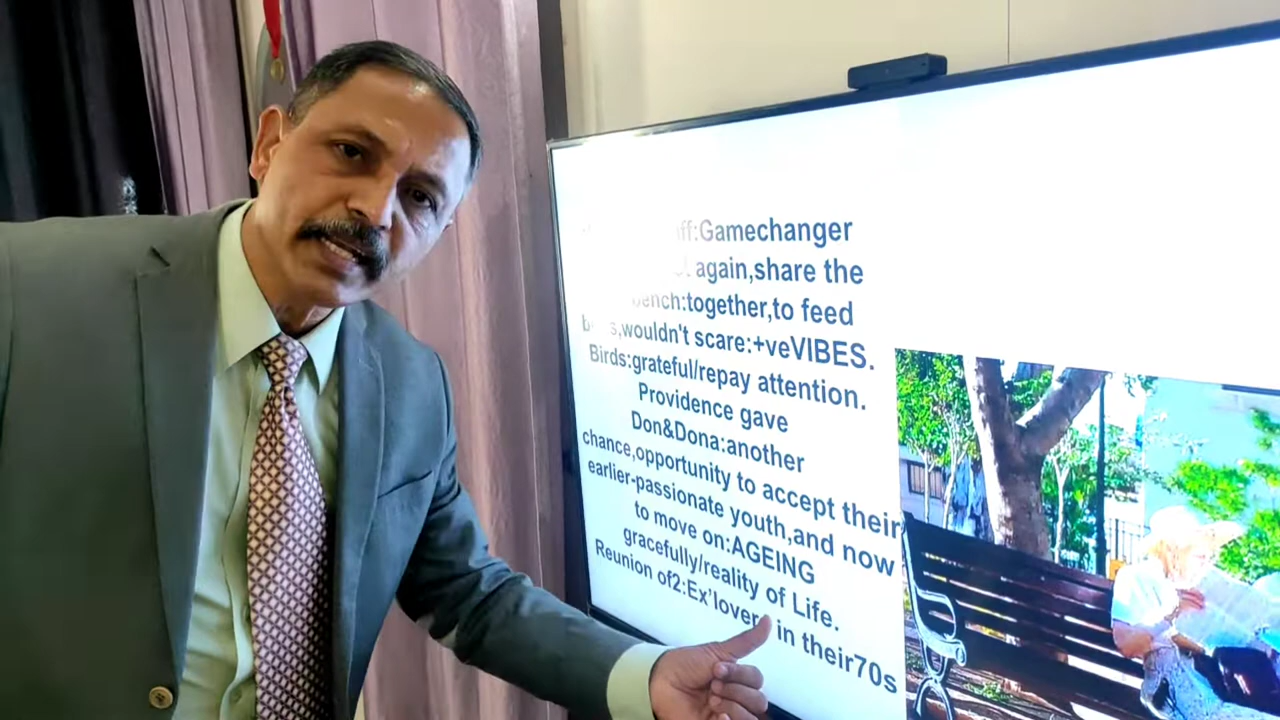 Gamechanger
again,share the
bench:together,to feed
wouldn't scare:+veVIBES.
Birds:grateful/repay attention.
Providence gave
Don&Dona:another
chance,opportunity to accept their
earlier-passionate youth,and now
to move on:AGEING
gracefully/reality of Life.
Reunion of2:Ex'lovers in their70s